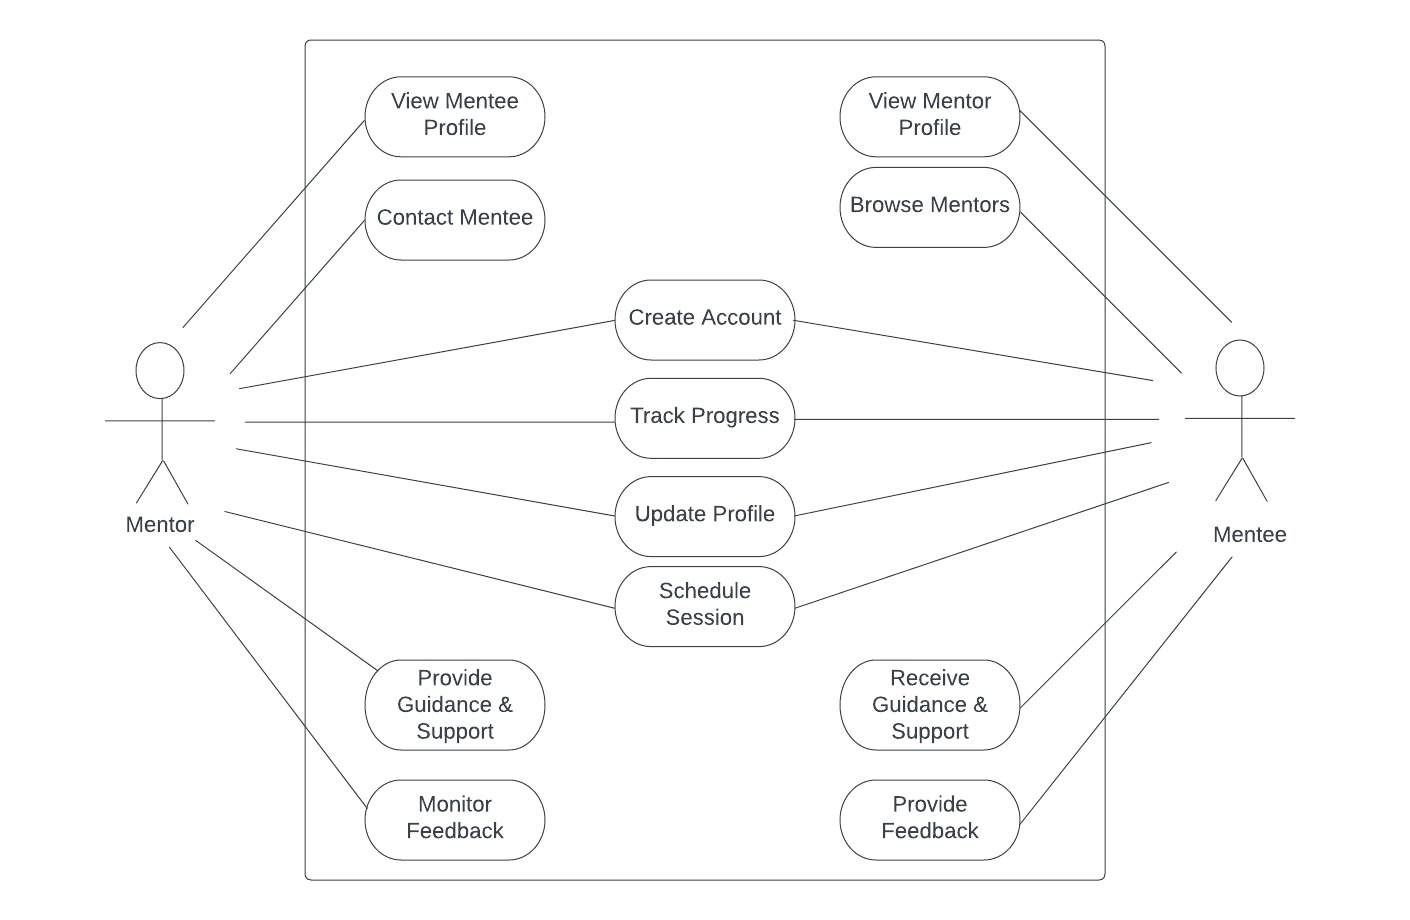 View Mentee
Profile
View Mentor
Profile
Contact Mentee
Browse Mentors
Create Account
Track Progress
Update Profile
Mentor
Mentee
Schedule
Session
Provide
Guidance &
Support
Receive
Guidance &
Support
Monitor
Feedback
Provide
Feedback